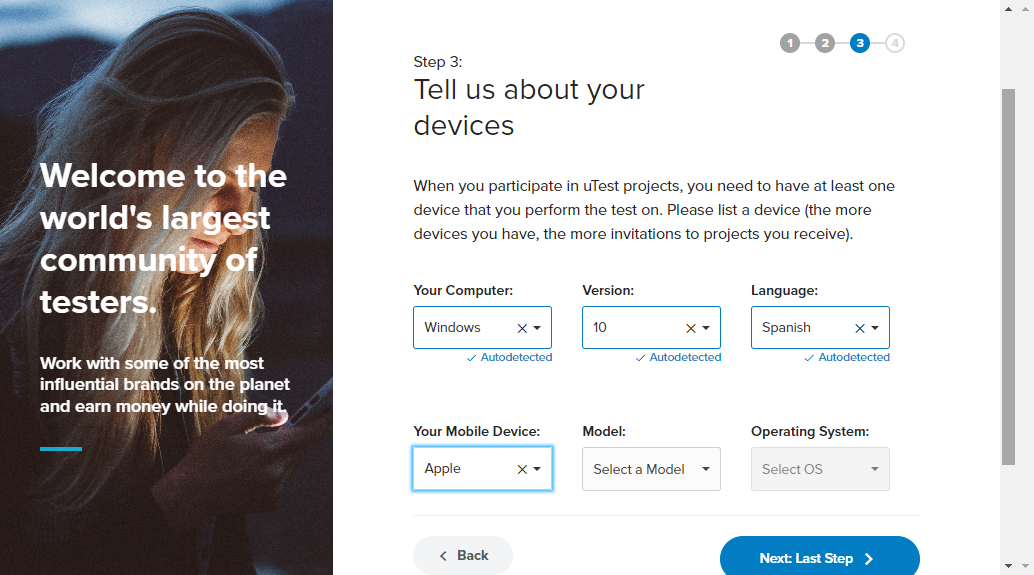 Welcome to the
world's largest
community of
testers.
Work with some of the most
influential brands on the planet
and earn money while doing it.
1 2 3 4
Step 3:
Tell us about your
devices
When you participate in uTest projects, you need to have at least one
device that you perform the test on. Please list a device (the more
devices you have, the more invitations to projects you receive).
Your Computer: Version: Language:
Windows 10 Spanish
Autodetected Autodetected Autodetected
Your Mobile Device: Model: Operating System:
Apple Select a Model Select OS
Back Next: Last Step